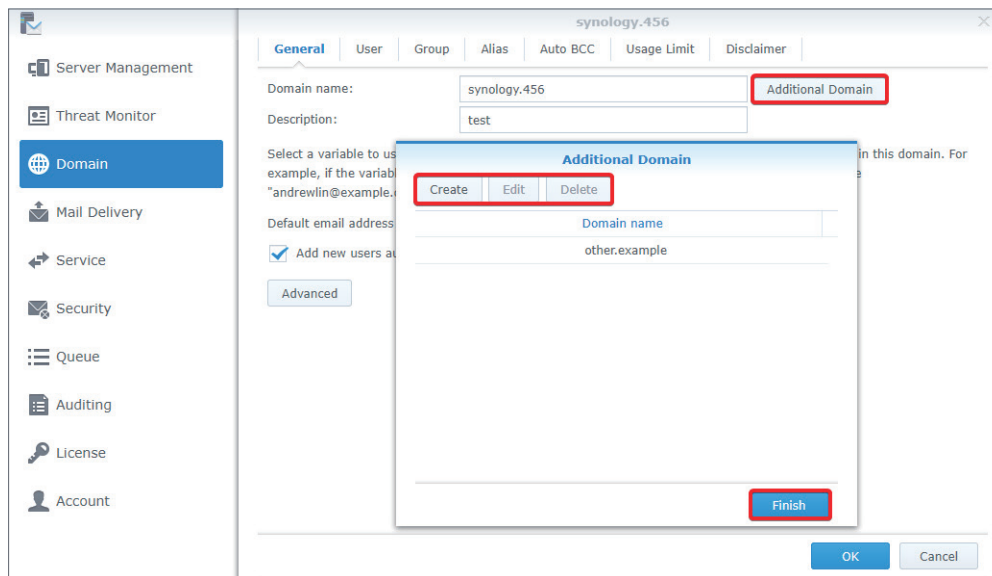 synology.456
Server Management
Threat Monitor
Domain
Mail Delivery
Service
Security
Queue
Auditing
License
Account
General User Group Alias Auto BCC Usage Limit Disclaimer
Domain name: synology.456 Additional Domain
Description: test
Select a variable to us in this domain. For
example, if the variabl e
"andrewlin@example.
Default email address
Add new users au
Advanced
Additional Domain
Create Edit Delete
Domain name
other.example
Finish
OK Cancel